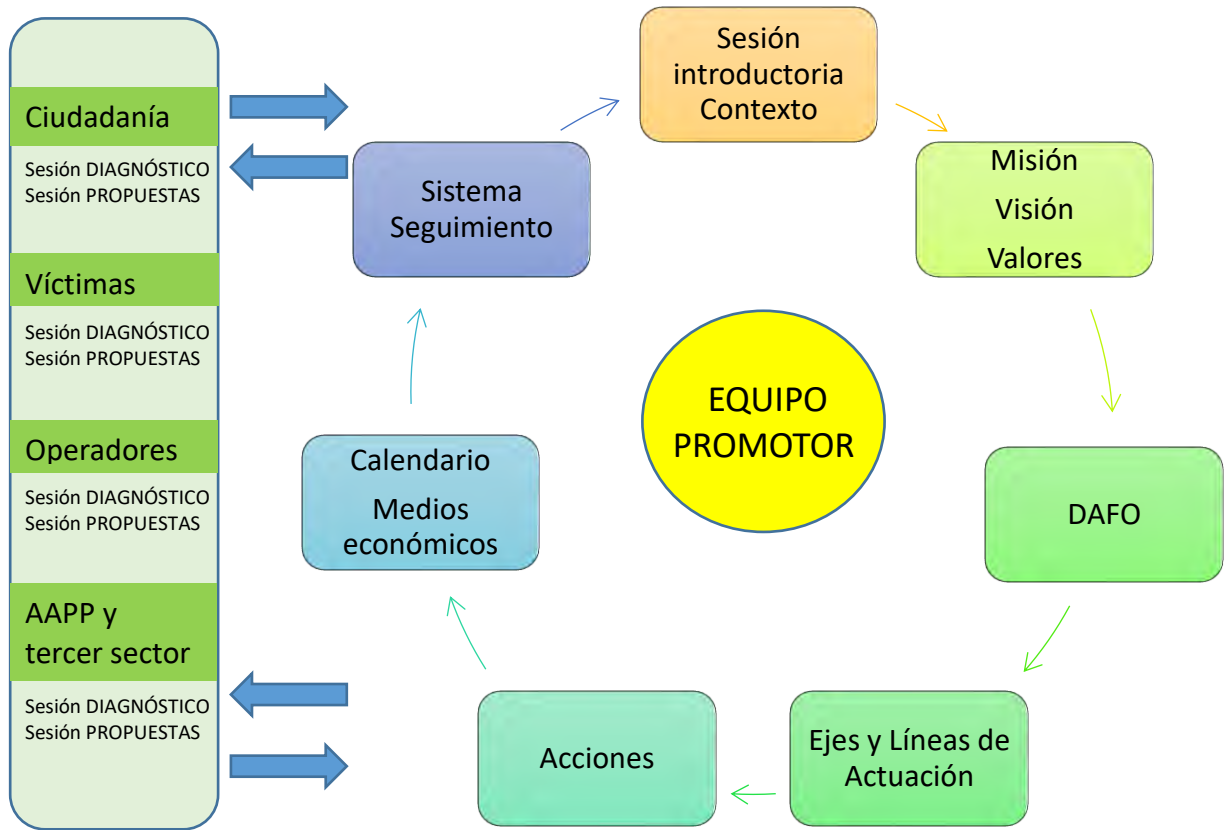 Ciudadanía
Sesión DIAGNÓSTICO
Sesión PROPUESTAS
Víctimas
Sesión DIAGNÓSTICO
Sesión PROPUESTAS
Operadores
Sesión DIAGNÓSTICO
Sesión PROPUESTAS
AAPP y
tercer sector
Sesión DIAGNÓSTICO
Sesión PROPUESTAS
Sesión
introductoria
Contexto
Misión
Visión
Valores
DAFO
Ejes y Líneas de
Actuación
Acciones
Calendario
Medios
económicos
Sistema
Seguimiento
EQUIPO
PROMOTOR